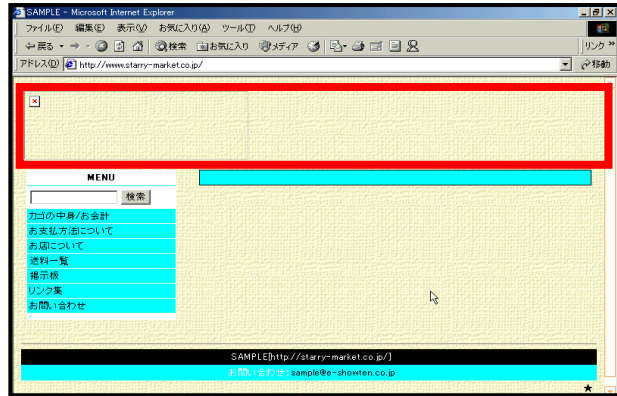 SAMPLE - Microsoft Internet Explorer
ファイル(F) 編集(E) 表示(V) お気に入り(A) ツール(T) ヘルプ(H)
戻る 検索 お気に入り メディア リンク »
アドレス(D) http://www.starry-market.co.jp/ 移動
MENU
検索
カゴの中身/お会計
お支払方法について
お店について
送料一覧
掲示板
リンク集
お問い合わせ
SAMPLE[http://starry-market.co.jp/]
お問い合わせ:sample@e-showten.co.jp
★